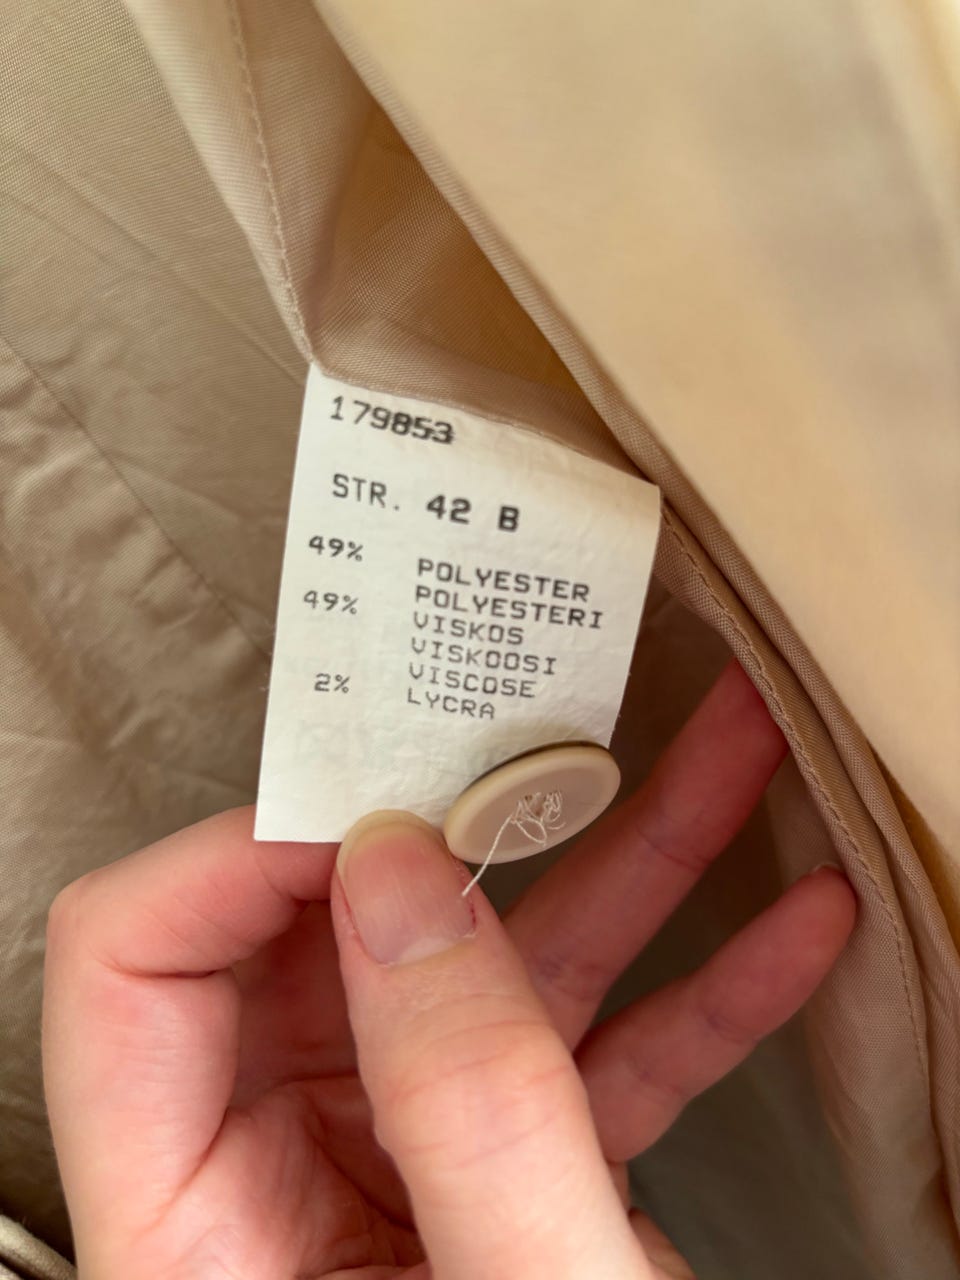 179853
STR. 42 B
49% POLYESTER
POLYESTERI
49% VISKOS
VISKOOSI
VISCOSE
2% LYCRA